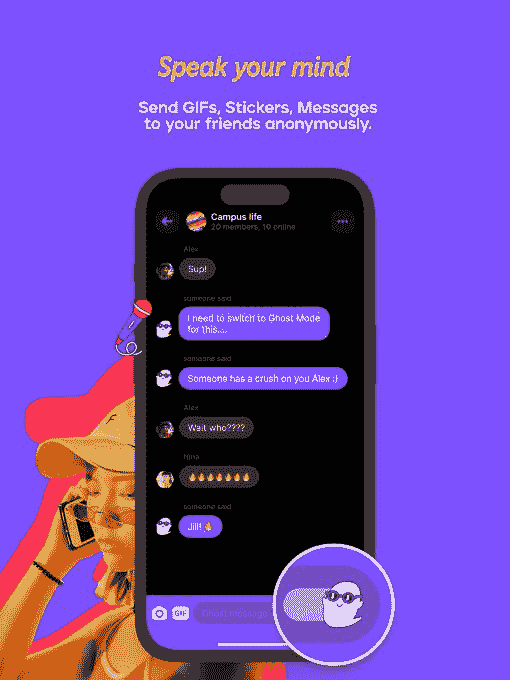 Speak your mind
Send GIFs, Stickers, Messages
to your friends anonymously.
Campus life
20 members, 10 online
Alex
Sup!
someone said
I need to switch to Ghost Mode
for this....
someone said
Someone has a crush on you Alex :)
Alex
Wait who????
Nina
someone said
Jill!
GIF
Ghost message